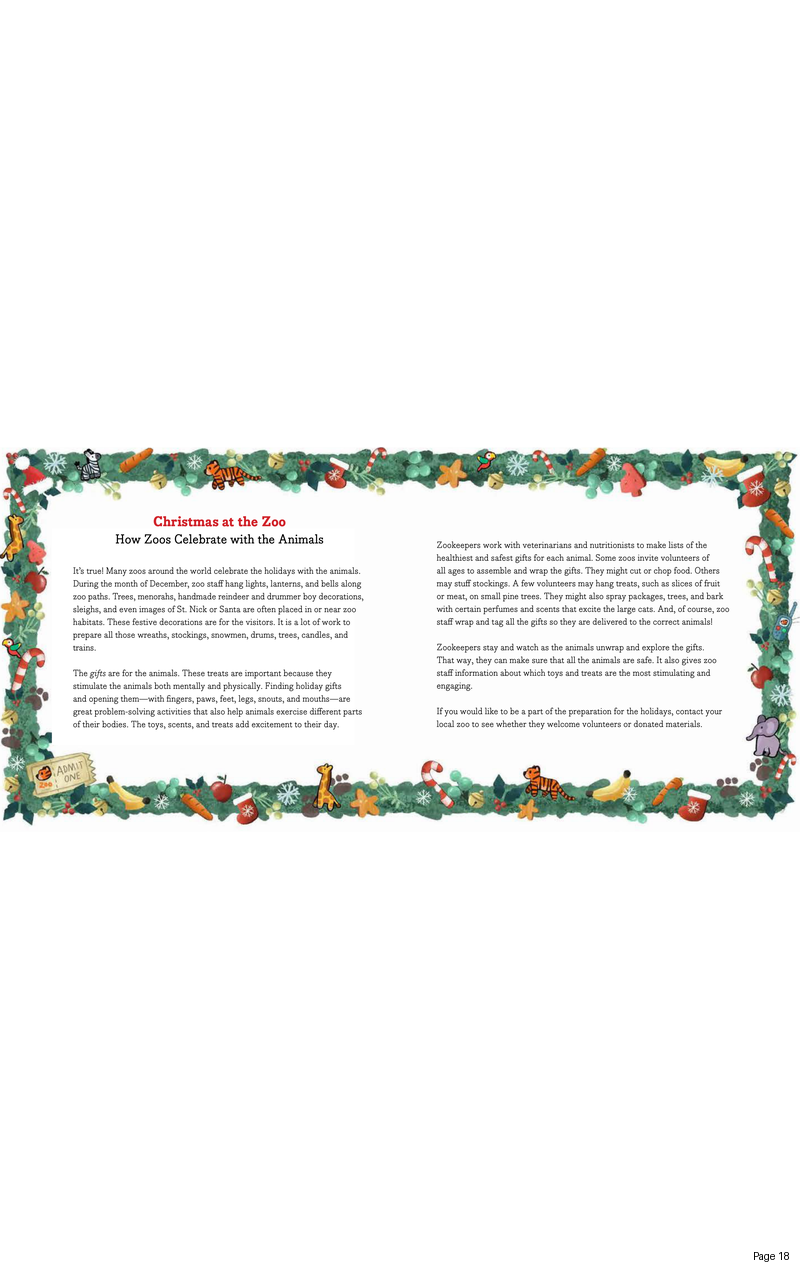 Christmas at the Zoo
How Zoos Celebrate with the Animals
It's true! Many zoos around the world celebrate the holidays with the animals.
During the month of December, zoo staff hang lights, lanterns, and bells along
zoo paths. Trees, menorahs, handmade reindeer and drummer boy decorations,
sleighs, and even images of St. Nick or Santa are often placed in or near zoo
habitats. These festive decorations are for the visitors. It is a lot of work to
prepare all those wreaths, stockings, snowmen, drums, trees, candles, and
trains.
The gifts are for the animals. These treats are important because they
stimulate the animals both mentally and physically. Finding holiday gifts
and opening them—with fingers, paws, feet, legs, snouts, and mouths—are
great problem-solving activities that also help animals exercise different parts
of their bodies. The toys, scents, and treats add excitement to their day.
Zookeepers work with veterinarians and nutritionists to make lists of the
healthiest and safest gifts for each animal. Some zoos invite volunteers of
all ages to assemble and wrap the gifts. They might cut or chop food. Others
may stuff stockings. A few volunteers may hang treats, such as slices of fruit
or meat, on small pine trees. They might also spray packages, trees, and bark
with certain perfumes and scents that excite the large cats. And, of course, zoo
staff wrap and tag all the gifts so they are delivered to the correct animals!
Zookeepers stay and watch as the animals unwrap and explore the gifts.
That way, they can make sure that all the animals are safe. It also gives zoo
staff information about which toys and treats are the most stimulating and
engaging.
If you would like to be a part of the preparation for the holidays, contact your
local zoo to see whether they welcome volunteers or donated materials.
ZOO
ADMIT
ONE
Page 18